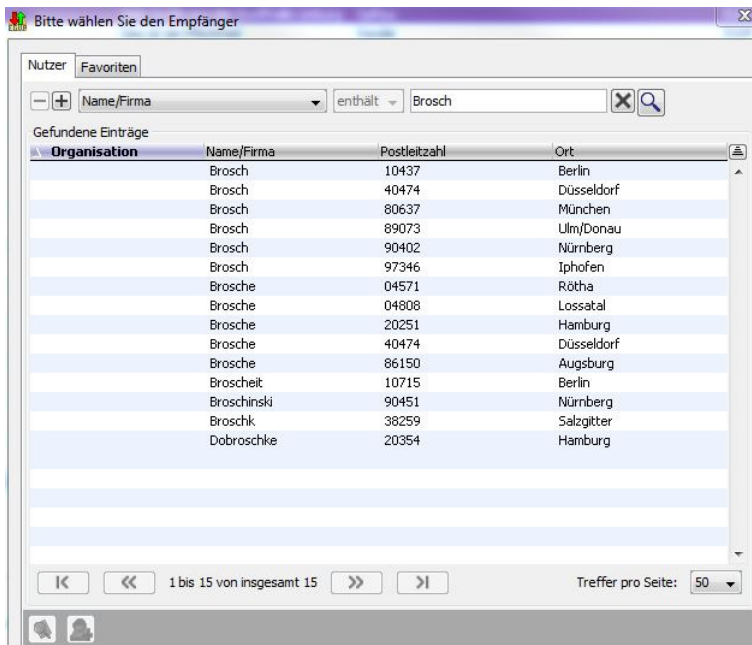 Bitte wählen Sie den Empfänger
Nutzer Favoriten
Name/Firma enthält Brosch
Gefundene Einträge
Organisation Name/Firma Postleitzahl Ort
Brosch 10437 Berlin
Brosch 40474 Düsseldorf
Brosch 80637 München
Brosch 89073 Ulm/Donau
Brosch 90402 Nürnberg
Brosch 97346 Iphofen
Brosche 04571 Rötha
Brosche 04808 Lossatal
Brosche 20251 Hamburg
Brosche 40474 Düsseldorf
Brosche 86150 Augsburg
Broscheit 10715 Berlin
Broschinski 90451 Nürnberg
Broschk 38259 Salzgitter
Dobroschke 20354 Hamburg
1 bis 15 von insgesamt 15 Treffer pro Seite: 50